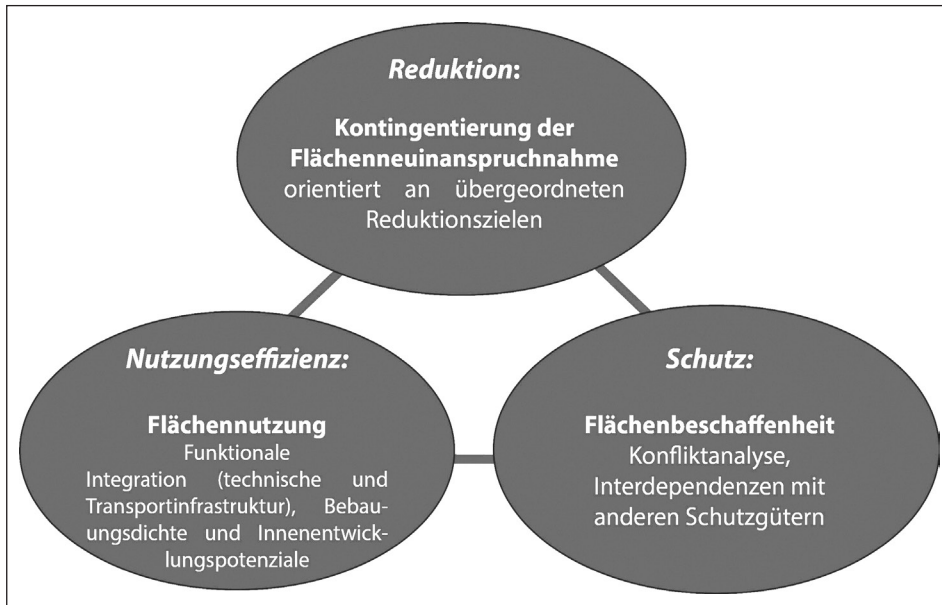 Reduktion:
Kontingentierung der
Flächenneuinanspruchnahme
orientiert an übergeordneten
Reduktionszielen
Nutzungseffizienz:
Flächennutzung
Funktionale
Integration (technische und
Transportinfrastruktur), Bebau-
ungsdichte und Innenentwick-
lungspotenziale
Schutz:
Flächenbeschaffenheit
Konfliktanalyse,
Interdependenzen mit
anderen Schutzgütern